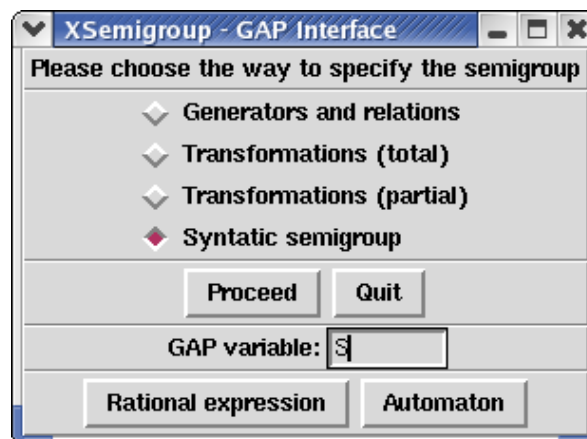 XSemigroup - GAP Interface
Please choose the way to specify the semigroup
Generators and relations
Transformations (total)
Transformations (partial)
Syntatic semigroup
Proceed Quit
GAP variable: S
Rational expression Automaton